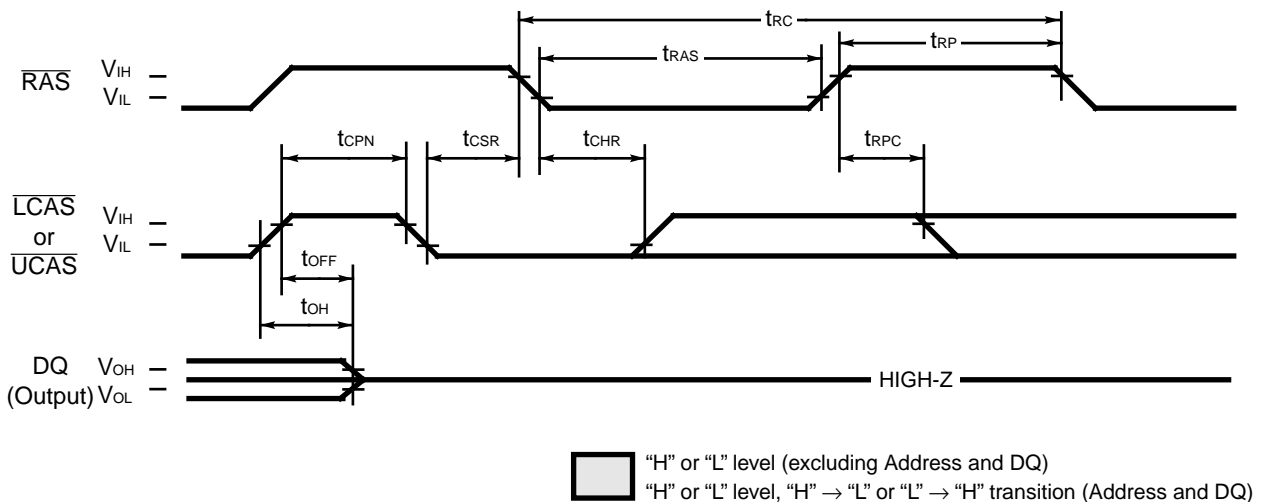 tRC
tRAS
tRP
RAS
VIH
VIL
tCPN
tCSR
tCHR
tRPC
LCAS
or
UCAS
VIH
VIL
tOFF
tOH
DQ
(Output)
VOH
VOL
HIGH-Z
“H” or “L” level (excluding Address and DQ)
“H” or “L” level, “H” → “L” or “L” → “H” transition (Address and DQ)